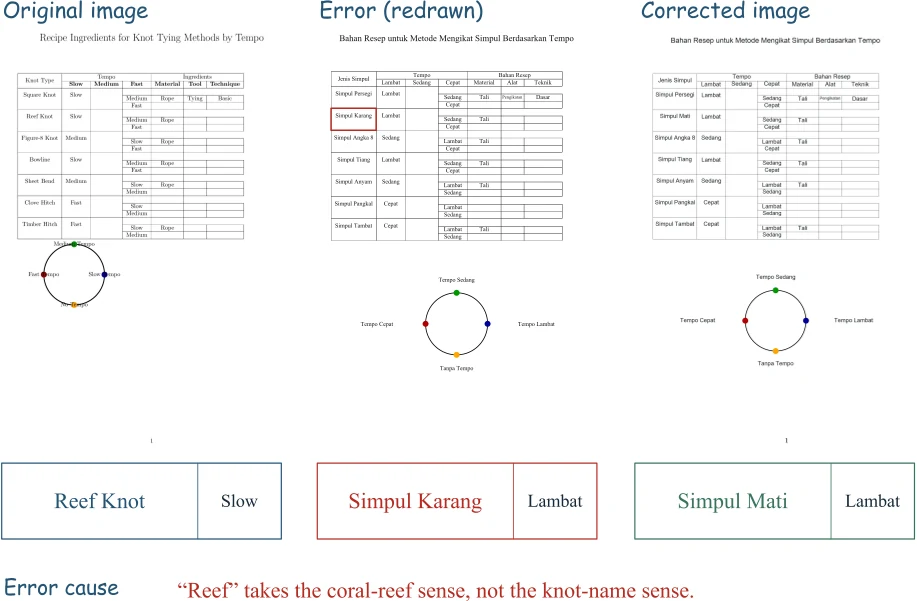 Original image
Error (redrawn)
Corrected image
Recipe Ingredients for Knot Tying Methods by Tempo
Knot Type Tempo Ingredients
Slow Medium Fast Material Tool Technique
Square Knot Slow
Medium Rope Tying Basic
Fast
Reef Knot Slow
Medium Rope
Fast
Figure-8 Knot Medium
Slow Rope
Fast
Bowline Slow
Medium Rope
Fast
Sheet Bend Medium
Slow Rope
Medium
Clove Hitch Fast
Slow
Medium
Timber Hitch Fast
Slow Rope
Medium
Medium Tempo
Fast Tempo
Slow Tempo
No Tempo
1
Bahan Resep untuk Metode Mengikat Simpul Berdasarkan Tempo
Jenis Simpul Tempo Bahan Resep
Lambat Sedang Cepat Material Alat Teknik
Simpul Persegi Lambat
Sedang Tali Pengikatan Dasar
Cepat
Simpul Karang Lambat
Sedang Tali
Cepat
Simpul Angka 8 Sedang
Lambat Tali
Cepat
Simpul Tiang Lambat
Sedang Tali
Cepat
Simpul Anyam Sedang
Lambat Tali
Sedang
Simpul Pangkal Cepat
Lambat
Sedang
Simpul Tambat Cepat
Lambat Tali
Sedang
Tempo Sedang
Tempo Cepat
Tempo Lambat
Tanpa Tempo
Bahan Resep untuk Metode Mengikat Simpul Berdasarkan Tempo
Jenis Simpul Tempo Bahan Resep
Lambat Sedang Cepat Material Alat Teknik
Simpul Persegi Lambat
Sedang Tali Pengikatan Dasar
Cepat
Simpul Mati Lambat
Sedang Tali
Cepat
Simpul Angka 8 Sedang
Lambat Tali
Cepat
Simpul Tiang Lambat
Sedang Tali
Cepat
Simpul Anyam Sedang
Lambat Tali
Sedang
Simpul Pangkal Cepat
Lambat
Sedang
Simpul Tambat Cepat
Lambat Tali
Sedang
Tempo Sedang
Tempo Cepat
Tempo Lambat
Tanpa Tempo
1
Reef Knot Slow
Simpul Karang Lambat
Simpul Mati Lambat
Error cause
“Reef” takes the coral-reef sense, not the knot-name sense.